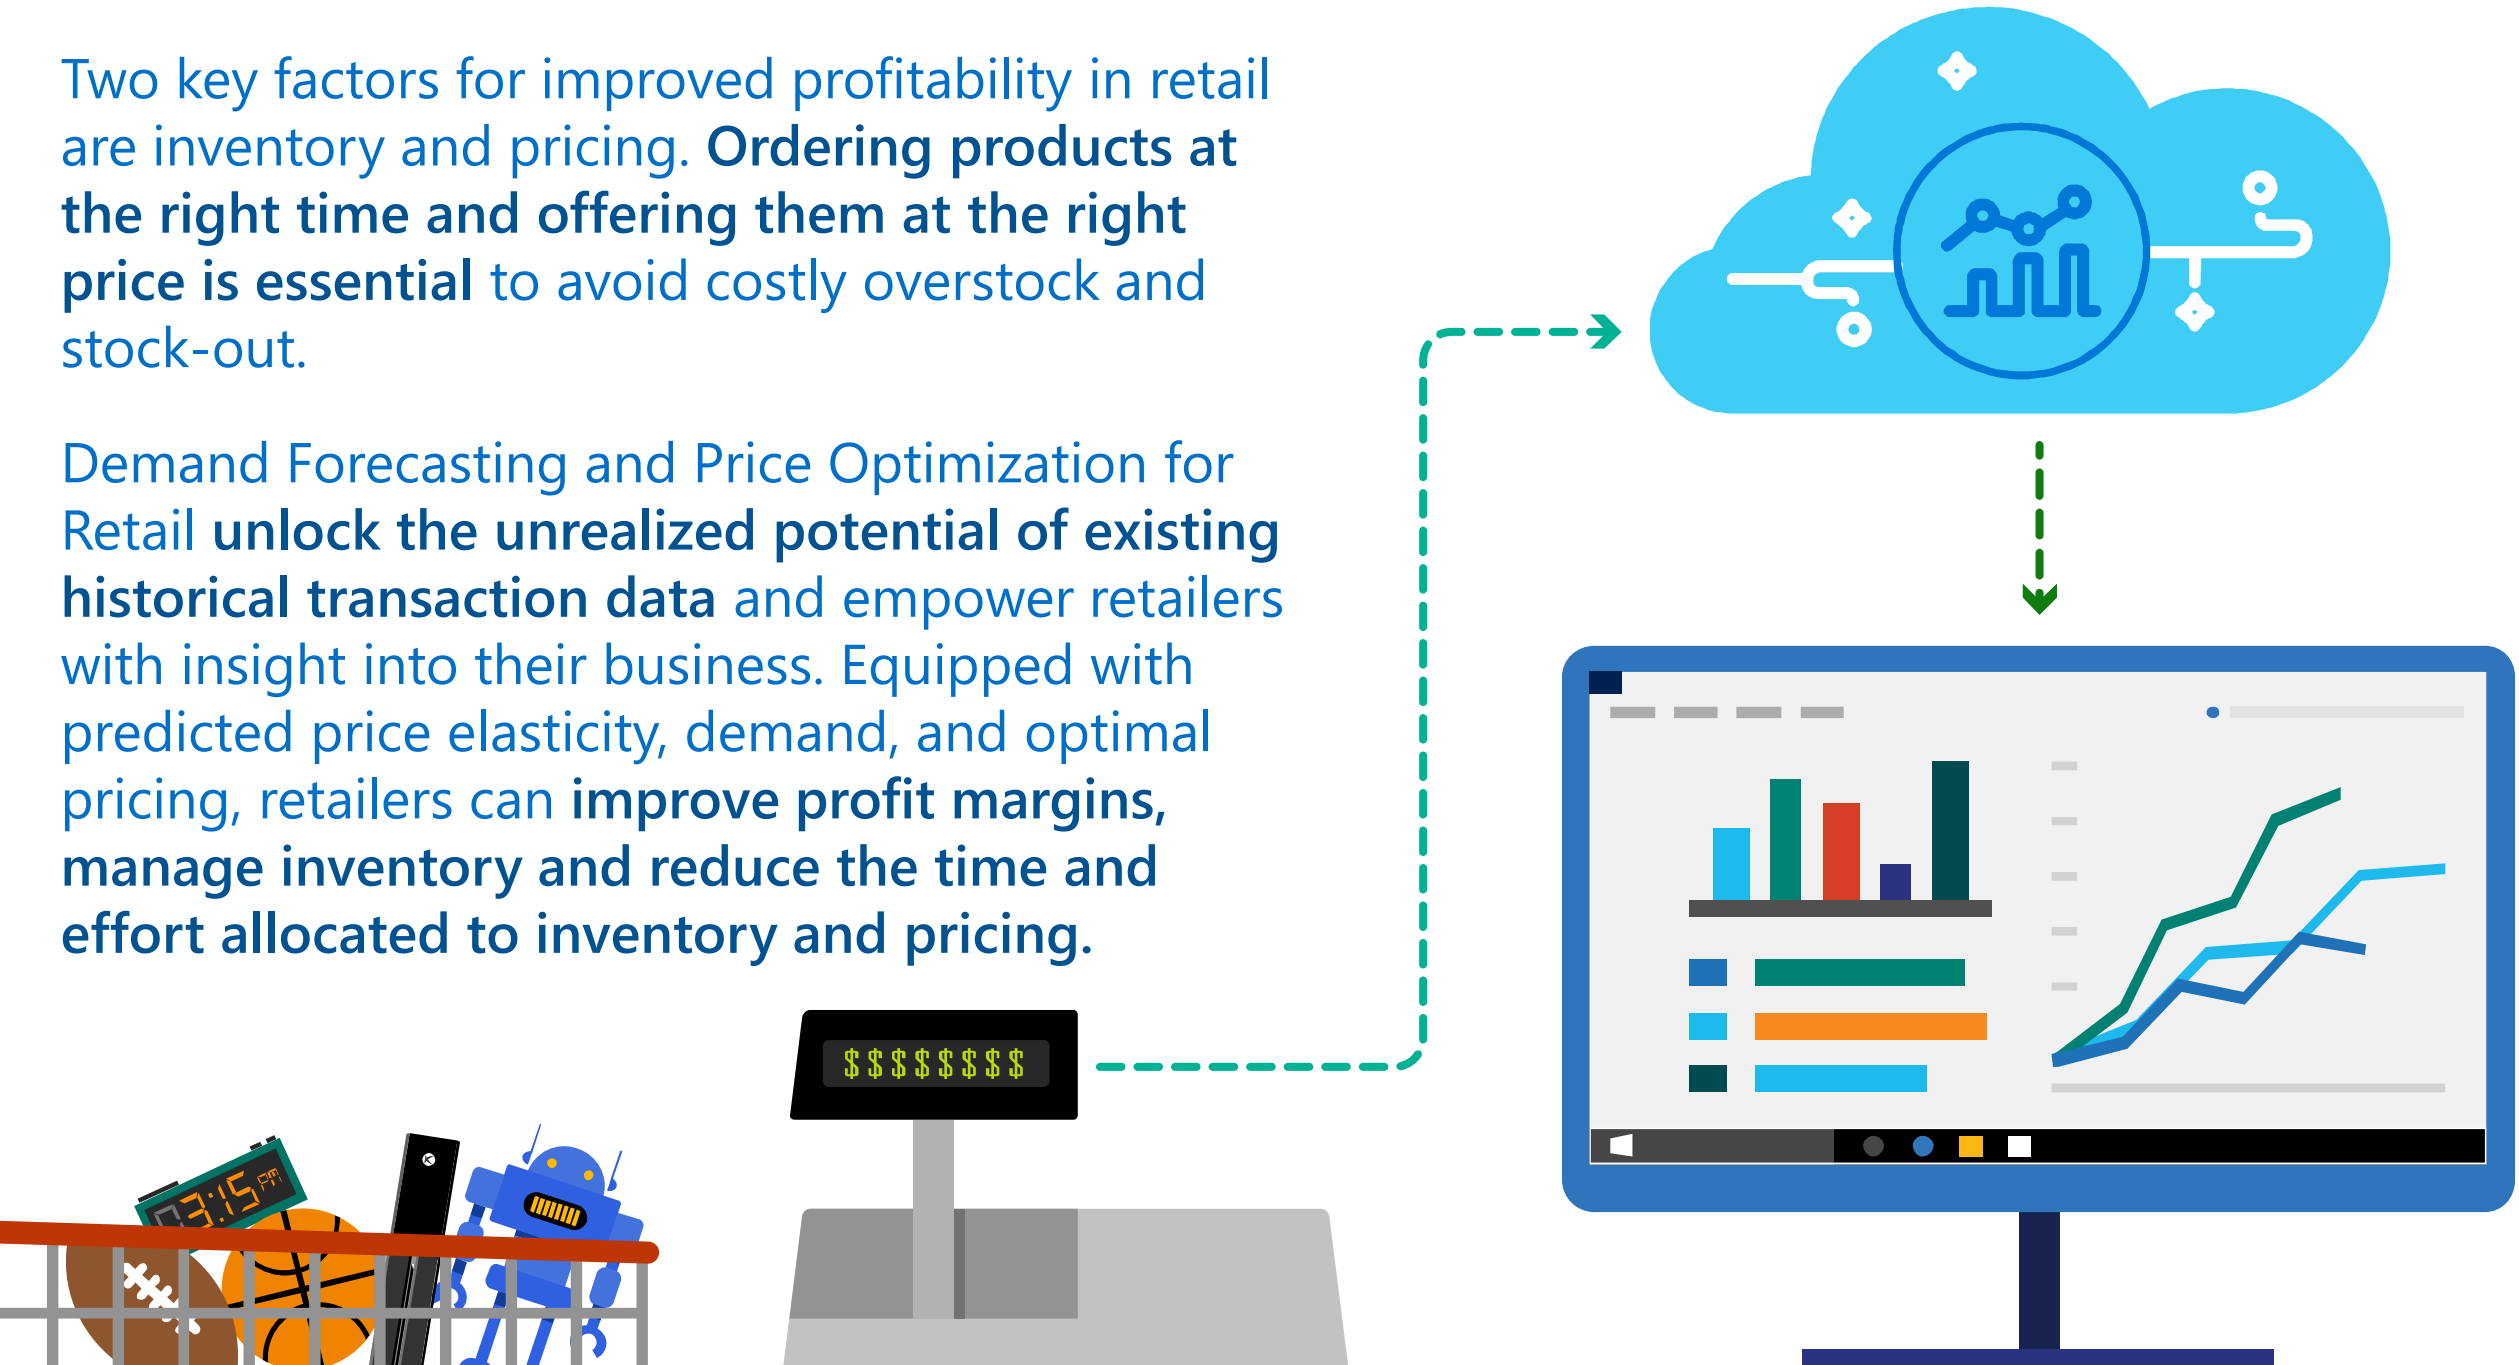 Two key factors for improved profitability in retail
are inventory and pricing. Ordering products at
the right time and offering them at the right
price is essential to avoid costly overstock and
stock-out.
Demand Forecasting and Price Optimization for
Retail unlock the unrealized potential of existing
historical transaction data and empower retailers
with insight into their business. Equipped with
predicted price elasticity, demand, and optimal
pricing, retailers can improve profit margins,
manage inventory and reduce the time and
effort allocated to inventory and pricing.
$$$$$$$$